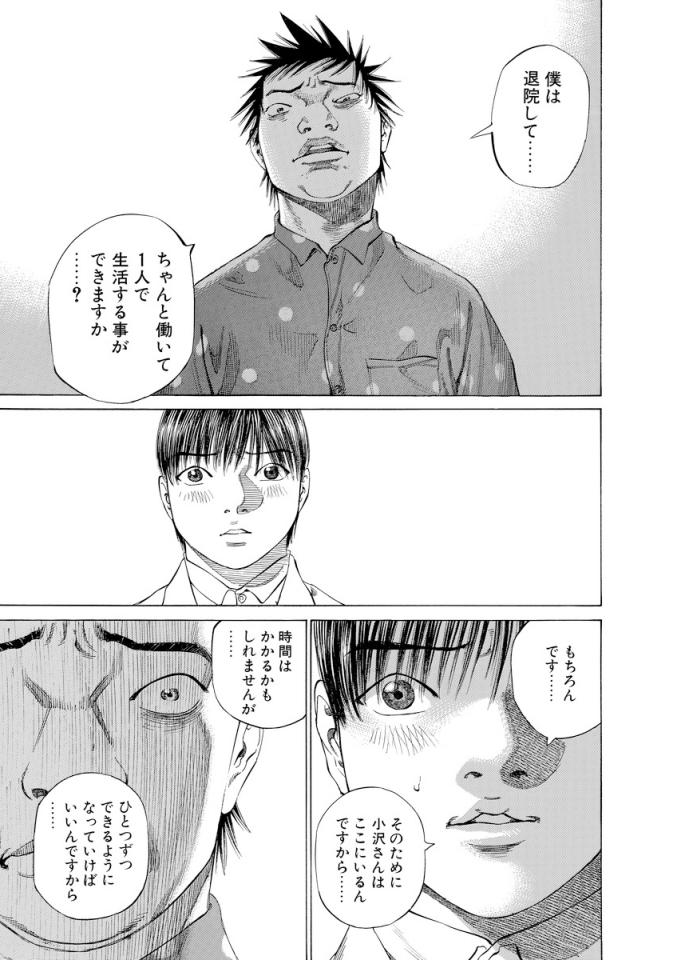 僕は
退院して……
ちゃんと働いて
1人で
生活する事が
できますか
……?
もちろん
です……
そのために
小沢さんは
ここにいるん
ですから……
時間は
かかるかも
しれませんが
……
ひとつずつ
できるように
なっていけば
いいんですから
……